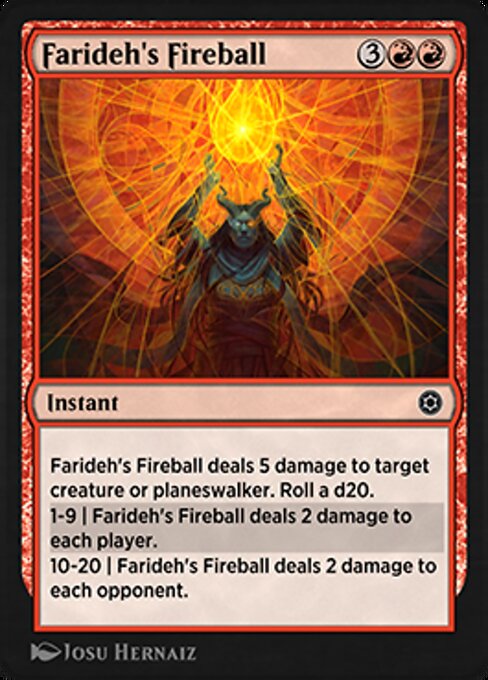 Farideh's Fireball 3
Instant
Farideh's Fireball deals 5 damage to target
creature or planeswalker. Roll a d20.
1-9 | Farideh's Fireball deals 2 damage to
each player.
10-20 | Farideh's Fireball deals 2 damage to
each opponent.
Josu Hernaiz